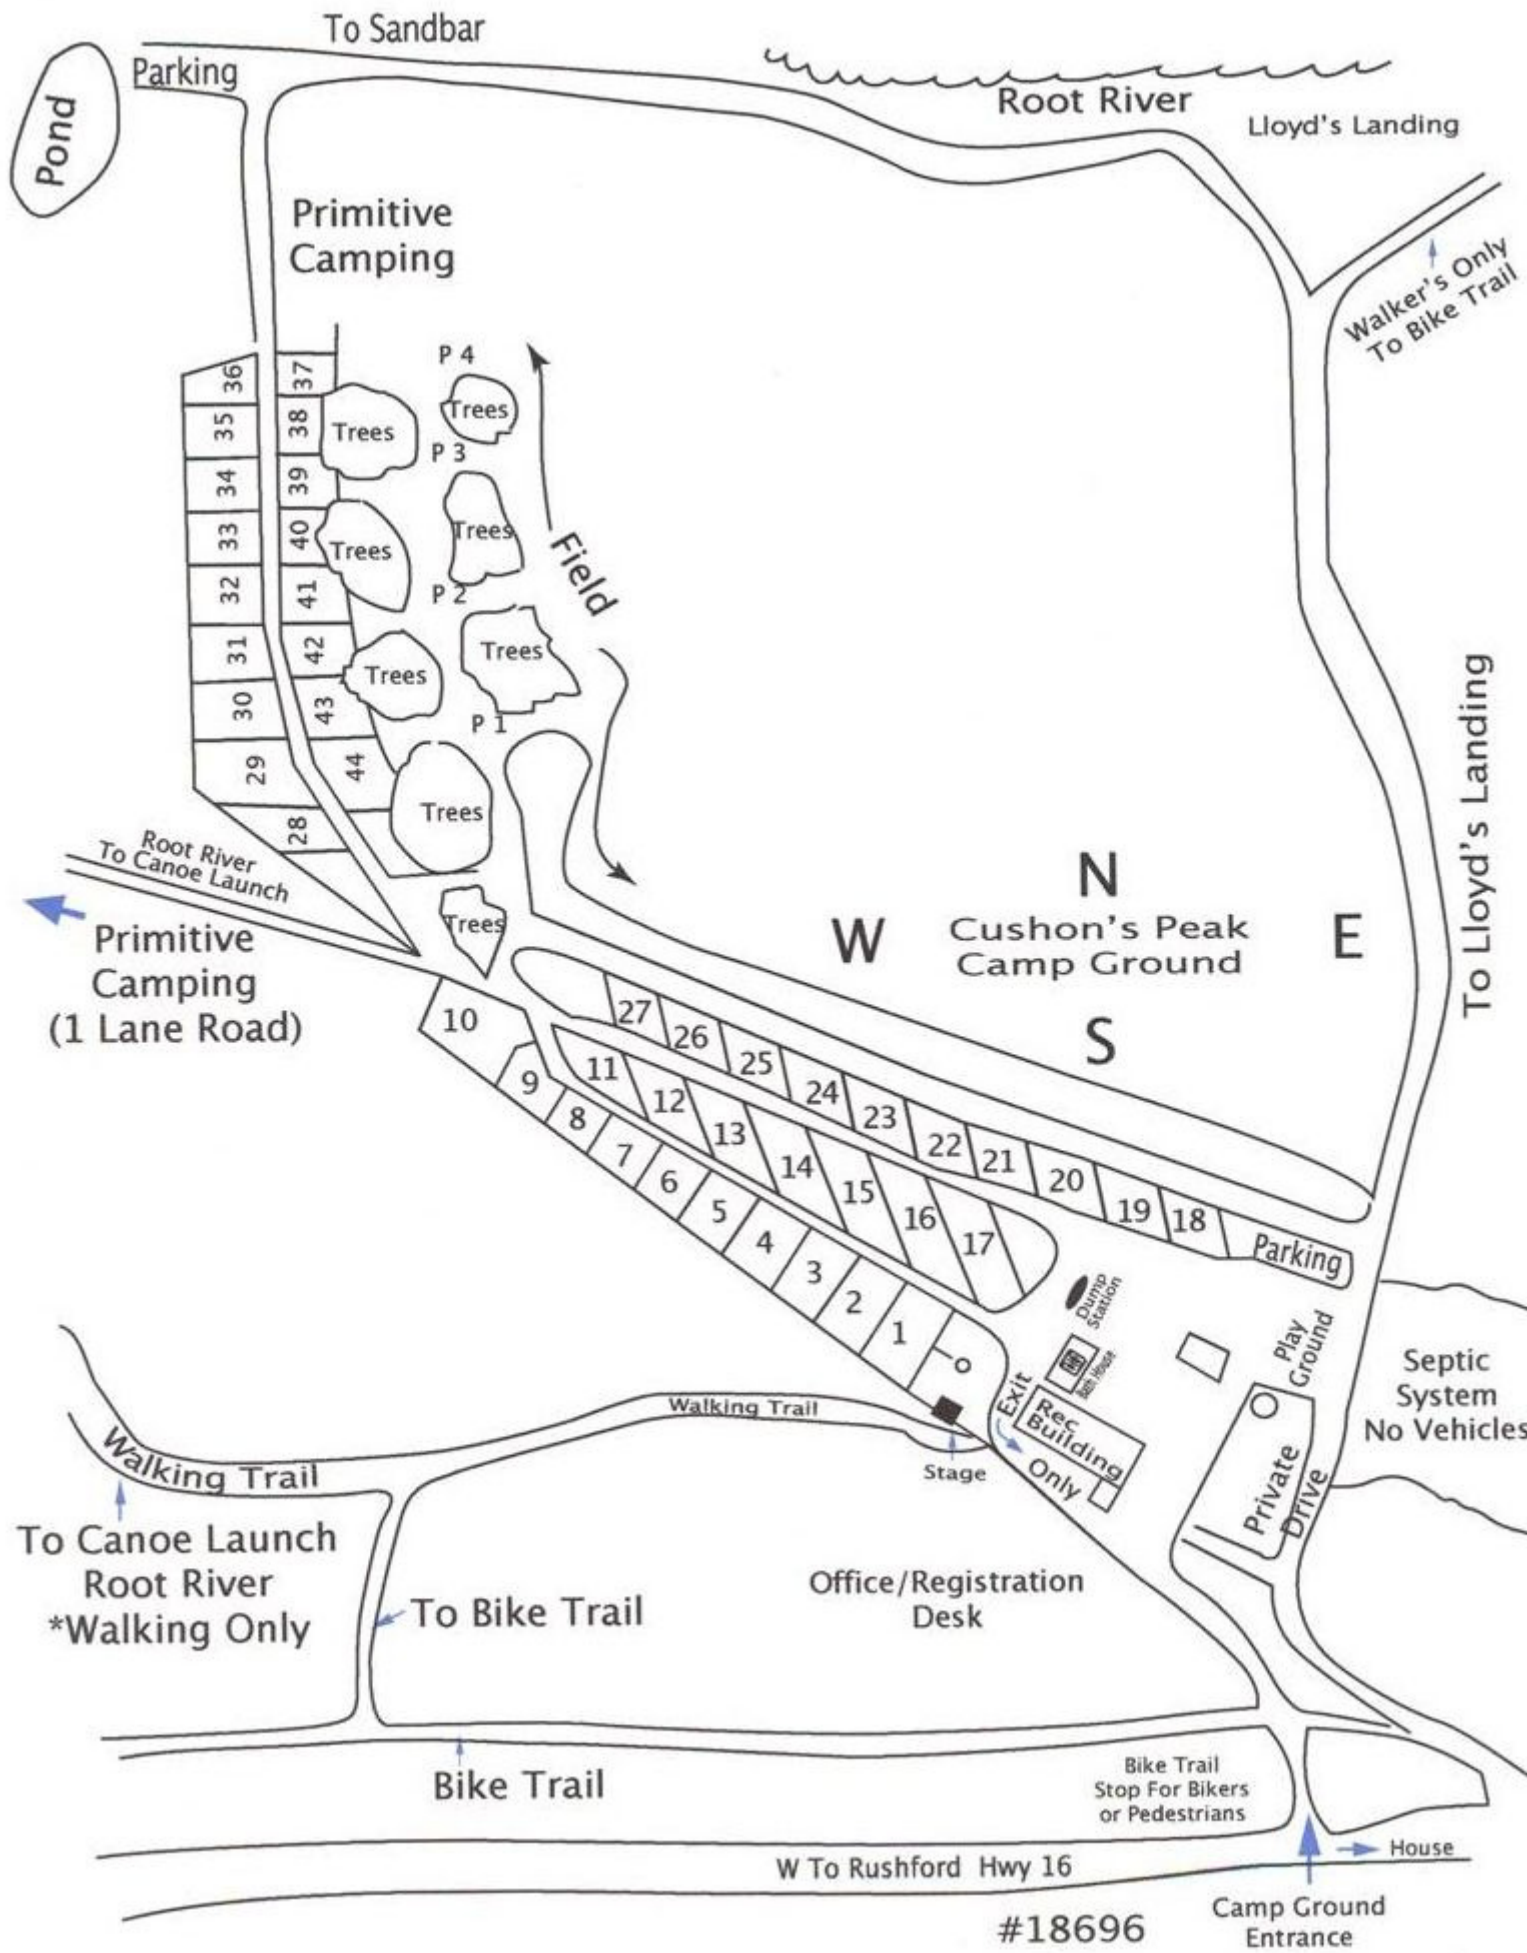 To Sandbar
Parking
Pond
Root River
Lloyd's Landing
Primitive
Camping
Walker's Only
To Bike Trail
36
35
34
33
32
31
30
29
28
37
38
39
40
41
42
43
44
Trees
Trees
Trees
Trees
P 4
Trees
P 3
Trees
P 2
Trees
P 1
Trees
Field
To Lloyd's Landing
Root River
To Canoe Launch
Primitive
Camping
(1 Lane Road)
N
W
E
S
Cushon's Peak
Camp Ground
10
9
8
7
6
5
4
3
2
1
11
12
13
14
15
16
17
27
26
25
24
23
22
21
20
19
18
Parking
Dump
Station
Bath House
Play
Ground
Septic
System
No Vehicles
Exit
Only
Rec
Building
Private
Drive
Stage
Walking Trail
Walking Trail
To Canoe Launch
Root River
*Walking Only
To Bike Trail
Office/Registration
Desk
Bike Trail
Bike Trail
Stop For Bikers
or Pedestrians
W To Rushford Hwy 16
House
#18696
Camp Ground
Entrance